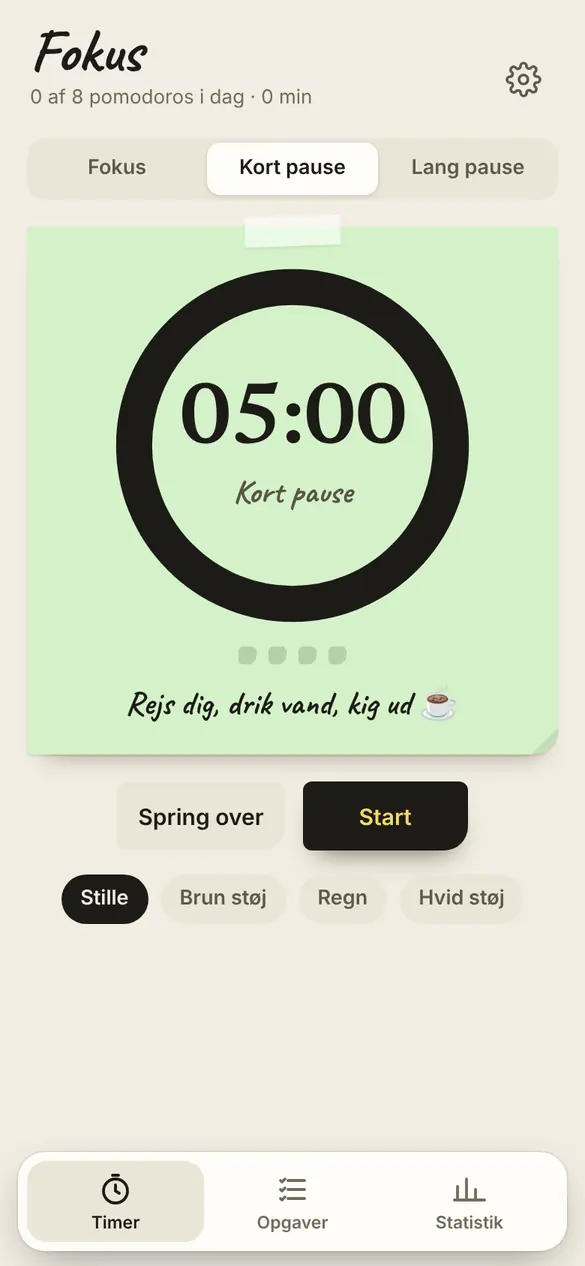 Fokus
0 af 8 pomodoros i dag · 0 min
Fokus Kort pause Lang pause
05:00
Kort pause
Rejs dig, drik vand, kig ud ☕
Spring over Start
Stille Brun støj Regn Hvid støj
Timer Opgaver Statistik